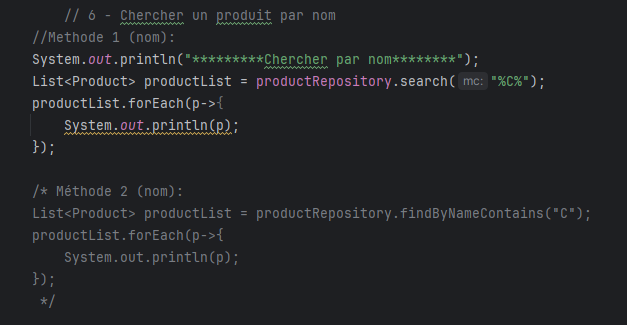 // 6 - Chercher un produit par nom
//Methode 1 (nom):
System.out.println("*********Chercher par nom********");
List<Product> productList = productRepository.search( mc: "%C%");
productList.forEach(p->{
System.out.println(p);
});
/* Méthode 2 (nom):
List<Product> productList = productRepository.findByNameContains("C");
productList.forEach(p->{
System.out.println(p);
});
*/